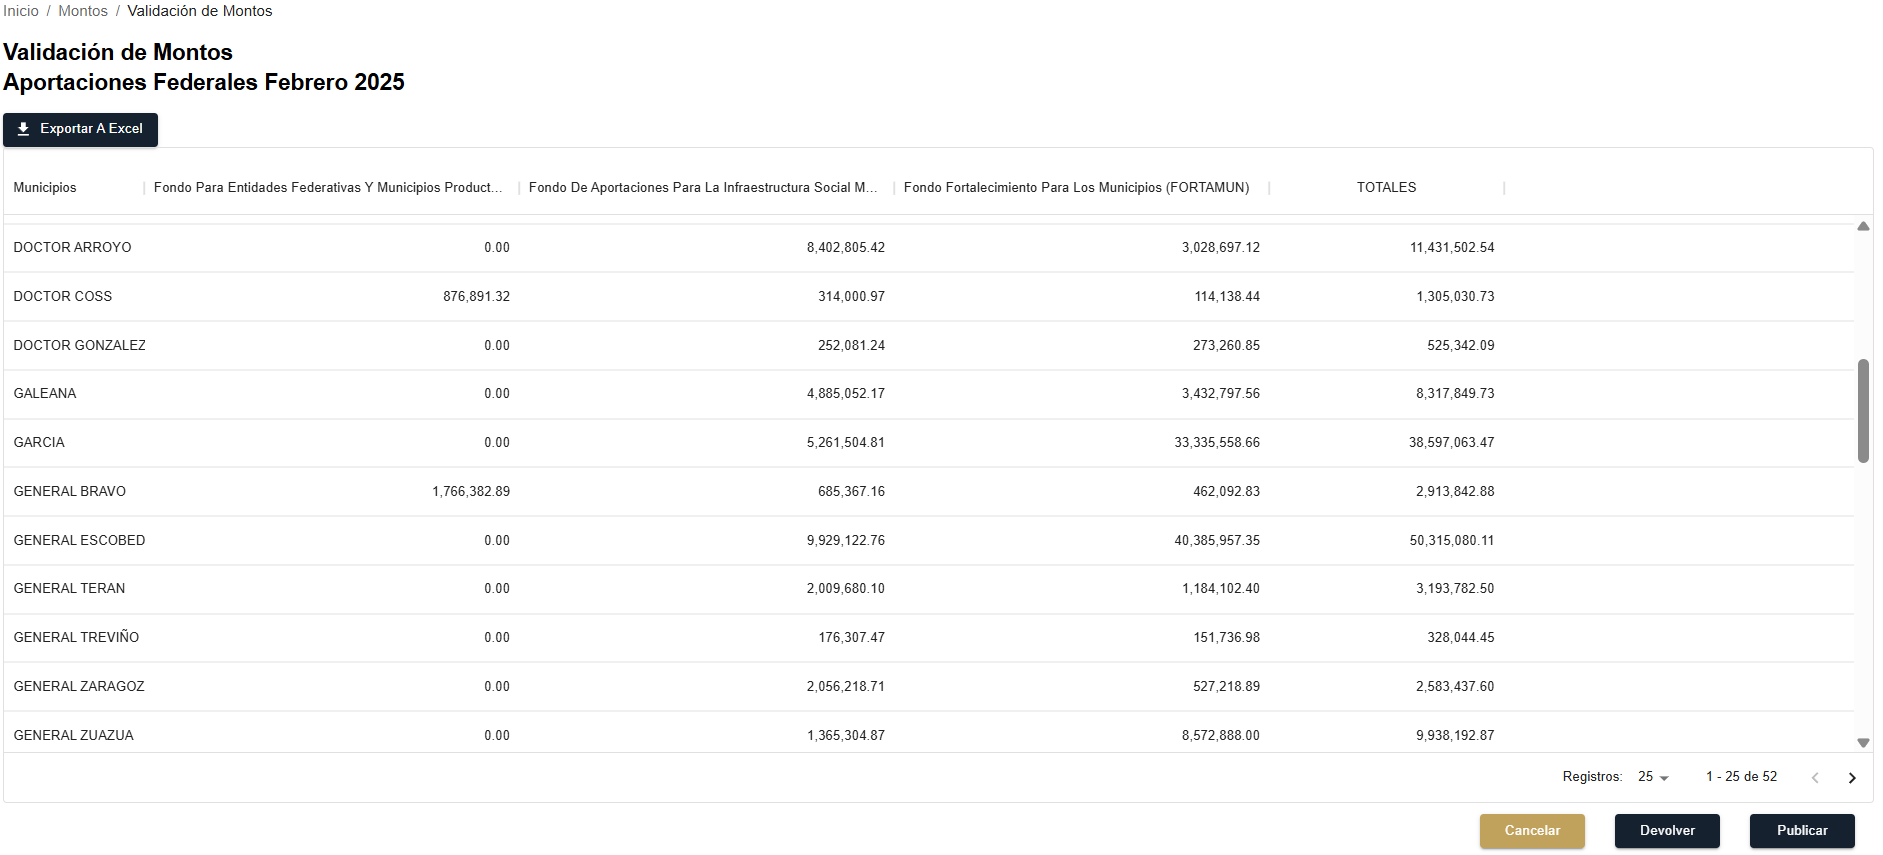 Inicio / Montos / Validación de Montos
Validación de Montos
Aportaciones Federales Febrero 2025
Exportar A Excel
Municipios Fondo Para Entidades Federativas Y Municipios Product... Fondo De Aportaciones Para La Infraestructura Social M... Fondo Fortalecimiento Para Los Municipios (FORTAMUN) TOTALES
DOCTOR ARROYO 0.00 8,402,805.42 3,028,697.12 11,431,502.54
DOCTOR COSS 876,891.32 314,000.97 114,138.44 1,305,030.73
DOCTOR GONZALEZ 0.00 252,081.24 273,260.85 525,342.09
GALEANA 0.00 4,885,052.17 3,432,797.56 8,317,849.73
GARCIA 0.00 5,261,504.81 33,335,558.66 38,597,063.47
GENERAL BRAVO 1,766,382.89 685,367.16 462,092.83 2,913,842.88
GENERAL ESCOBED 0.00 9,929,122.76 40,385,957.35 50,315,080.11
GENERAL TERAN 0.00 2,009,680.10 1,184,102.40 3,193,782.50
GENERAL TREVIÑO 0.00 176,307.47 151,736.98 328,044.45
GENERAL ZARAGOZ 0.00 2,056,218.71 527,218.89 2,583,437.60
GENERAL ZUAZUA 0.00 1,365,304.87 8,572,888.00 9,938,192.87
Registros: 25 1 - 25 de 52
Cancelar Devolver Publicar